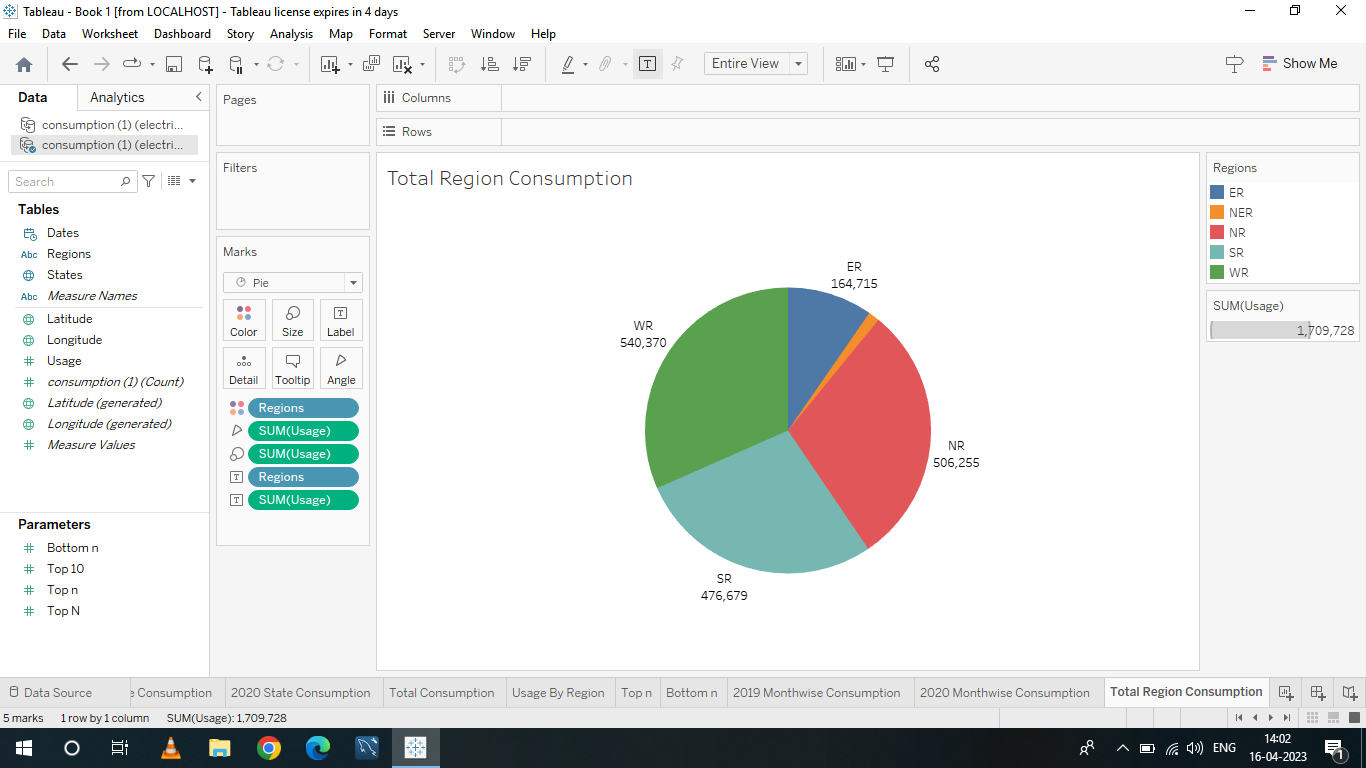 Tableau - Book 1 [from LOCALHOST] - Tableau license expires in 4 days
File Data Worksheet Dashboard Story Analysis Map Format Server Window Help
Entire View
Show Me
Data Analytics
consumption (1) (electri...
consumption (1) (electri...
Search
Tables
Dates
Abc Regions
States
Abc Measure Names
Latitude
Longitude
Usage
consumption (1) (Count)
Latitude (generated)
Longitude (generated)
Measure Values
Parameters
Bottom n
Top 10
Top n
Top N
Pages
Filters
Marks
Pie
Color Size Label
Detail Tooltip Angle
Regions
SUM(Usage)
SUM(Usage)
Regions
SUM(Usage)
Columns
Rows
Total Region Consumption
ER
164,715
WR
540,370
NR
506,255
SR
476,679
Regions
ER
NER
NR
SR
WR
SUM(Usage)
1,709,728
Data Source e Consumption 2020 State Consumption Total Consumption Usage By Region Top n Bottom n 2019 Monthwise Consumption 2020 Monthwise Consumption Total Region Consumption
5 marks 1 row by 1 column SUM(Usage): 1,709,728
ENG
14:02
16-04-2023
1